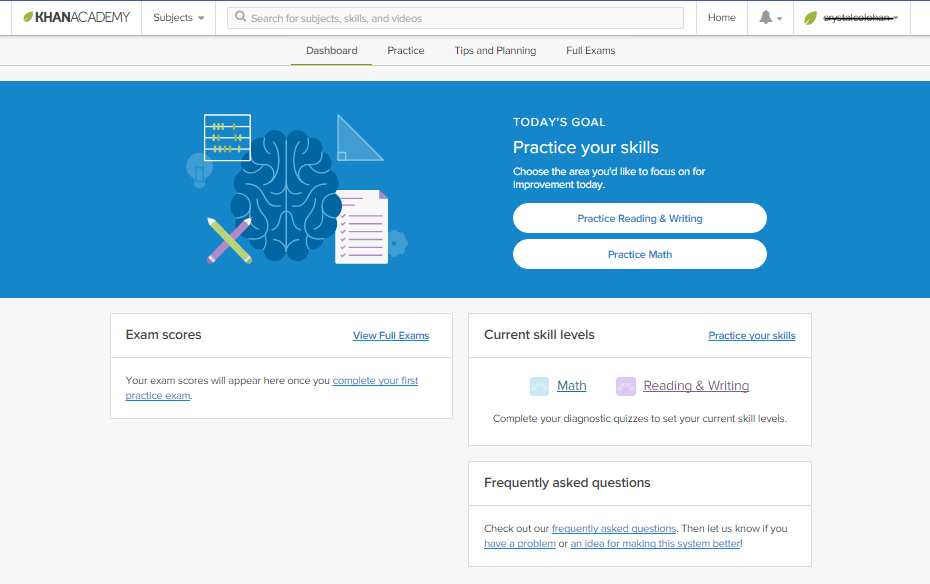 KHANACADEMY
Subjects
Search for subjects, skills, and videos
Home
Dashboard
Practice
Tips and Planning
Full Exams
TODAY'S GOAL
Practice your skills
Choose the area you'd like to focus on for
improvement today.
Practice Reading & Writing
Practice Math
Exam scores
View Full Exams
Your exam scores will appear here once you complete your first
practice exam.
Current skill levels
Practice your skills
Math
Reading & Writing
Complete your diagnostic quizzes to set your current skill levels.
Frequently asked questions
Check out our frequently asked questions. Then let us know if you
have a problem or an idea for making this system better!